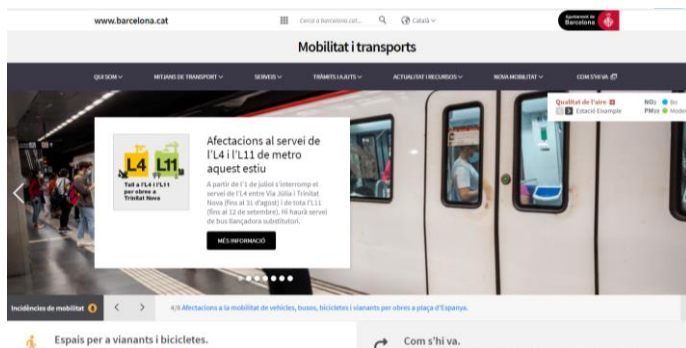 www.barcelona.cat
Cerca a barcelona.cat...
Català
Ajuntament de
Barcelona
Mobilitat i transports
QUI SOM
MITJANS DE TRANSPORT
SERVEIS
TRÀMITS I AJUTS
ACTUALITAT I RECURSOS
NOVA MOBILITAT
COM S'HI VA
Qualitat de l'aire
Estació Eixample
NO2 Bo
PM10 Mode
L4 L11
Tall a l'L4 i l'L11
per obres a
Trinitat Nova
Afectacions al servei de
l'L4 i l'L11 de metro
aquest estiu
A partir de l'1 de juliol s'interromp el
servei de l'L4 entre Via Júlia i Trinitat
Nova (fins al 31 d'agost) i de tota l'L11
(fins al 12 de setembre). Hi haurà servei
de bus llançadora substitutori.
MÉS INFORMACIÓ
Incidències de mobilitat
4/8 Afectacions a la mobilitat de vehicles, busos, bicicletes i vianants per obres a plaça d'Espanya.
Espais per a vianants i bicicletes.
Com s'hi va.